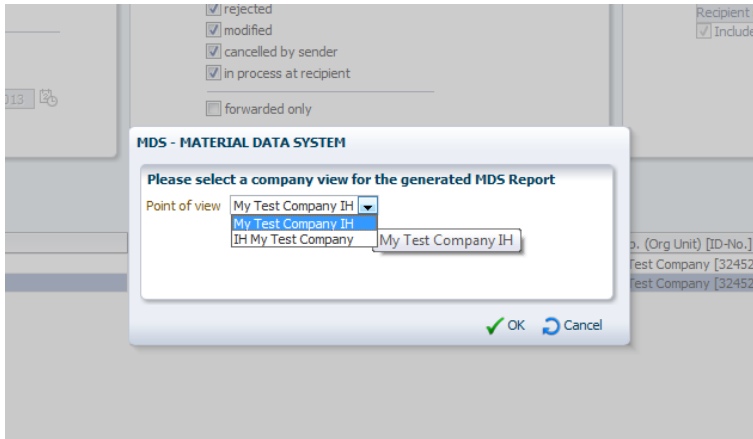 rejected
modified
cancelled by sender
in process at recipient
forwarded only
Recipient
Include
013
MDS - MATERIAL DATA SYSTEM
Please select a company view for the generated MDS Report
Point of view My Test Company IH
My Test Company IH
IH My Test Company
My Test Company IH
OK Cancel
. (Org Unit) [ID-No.]
Test Company [32452
Test Company [32452